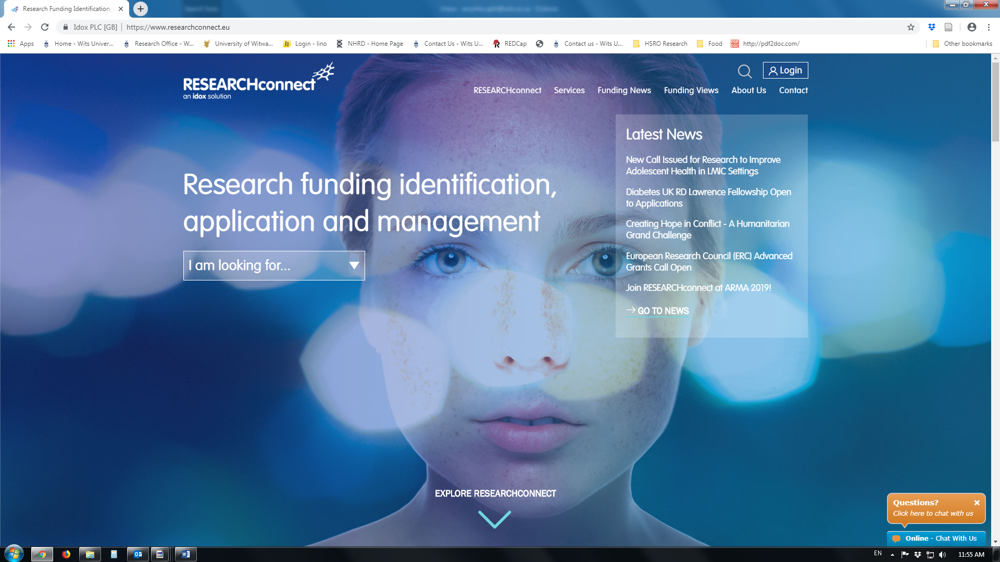 Research Funding Identification,
Idox PLC [GB]
https://www.researchconnect.eu
Apps
Home - Wits Univer...
Research Office - W...
University of Witwa...
Login - lino
NHRD - Home Page
Contact Us - Wits U...
REDCap
Contact us - Wits U...
HSRO Research
Food
http://pdf2doc.com/
Other bookmarks
RESEARCHconnect
an idox solution
Login
RESEARCHconnect
Services
Funding News
Funding Views
About Us
Contact
Latest News
New Call Issued for Research to Improve
Adolescent Health in LMIC Settings
Diabetes UK RD Lawrence Fellowship Open
to Applications
Creating Hope in Conflict - A Humanitarian
Grand Challenge
European Research Council (ERC) Advanced
Grants Call Open
Join RESEARCHconnect at ARMA 2019!
GO TO NEWS
Research funding identification,
application and management
I am looking for...
EXPLORE RESEARCHCONNECT
Questions?
Click here to chat with us
Online - Chat With Us
EN
11:55 AM